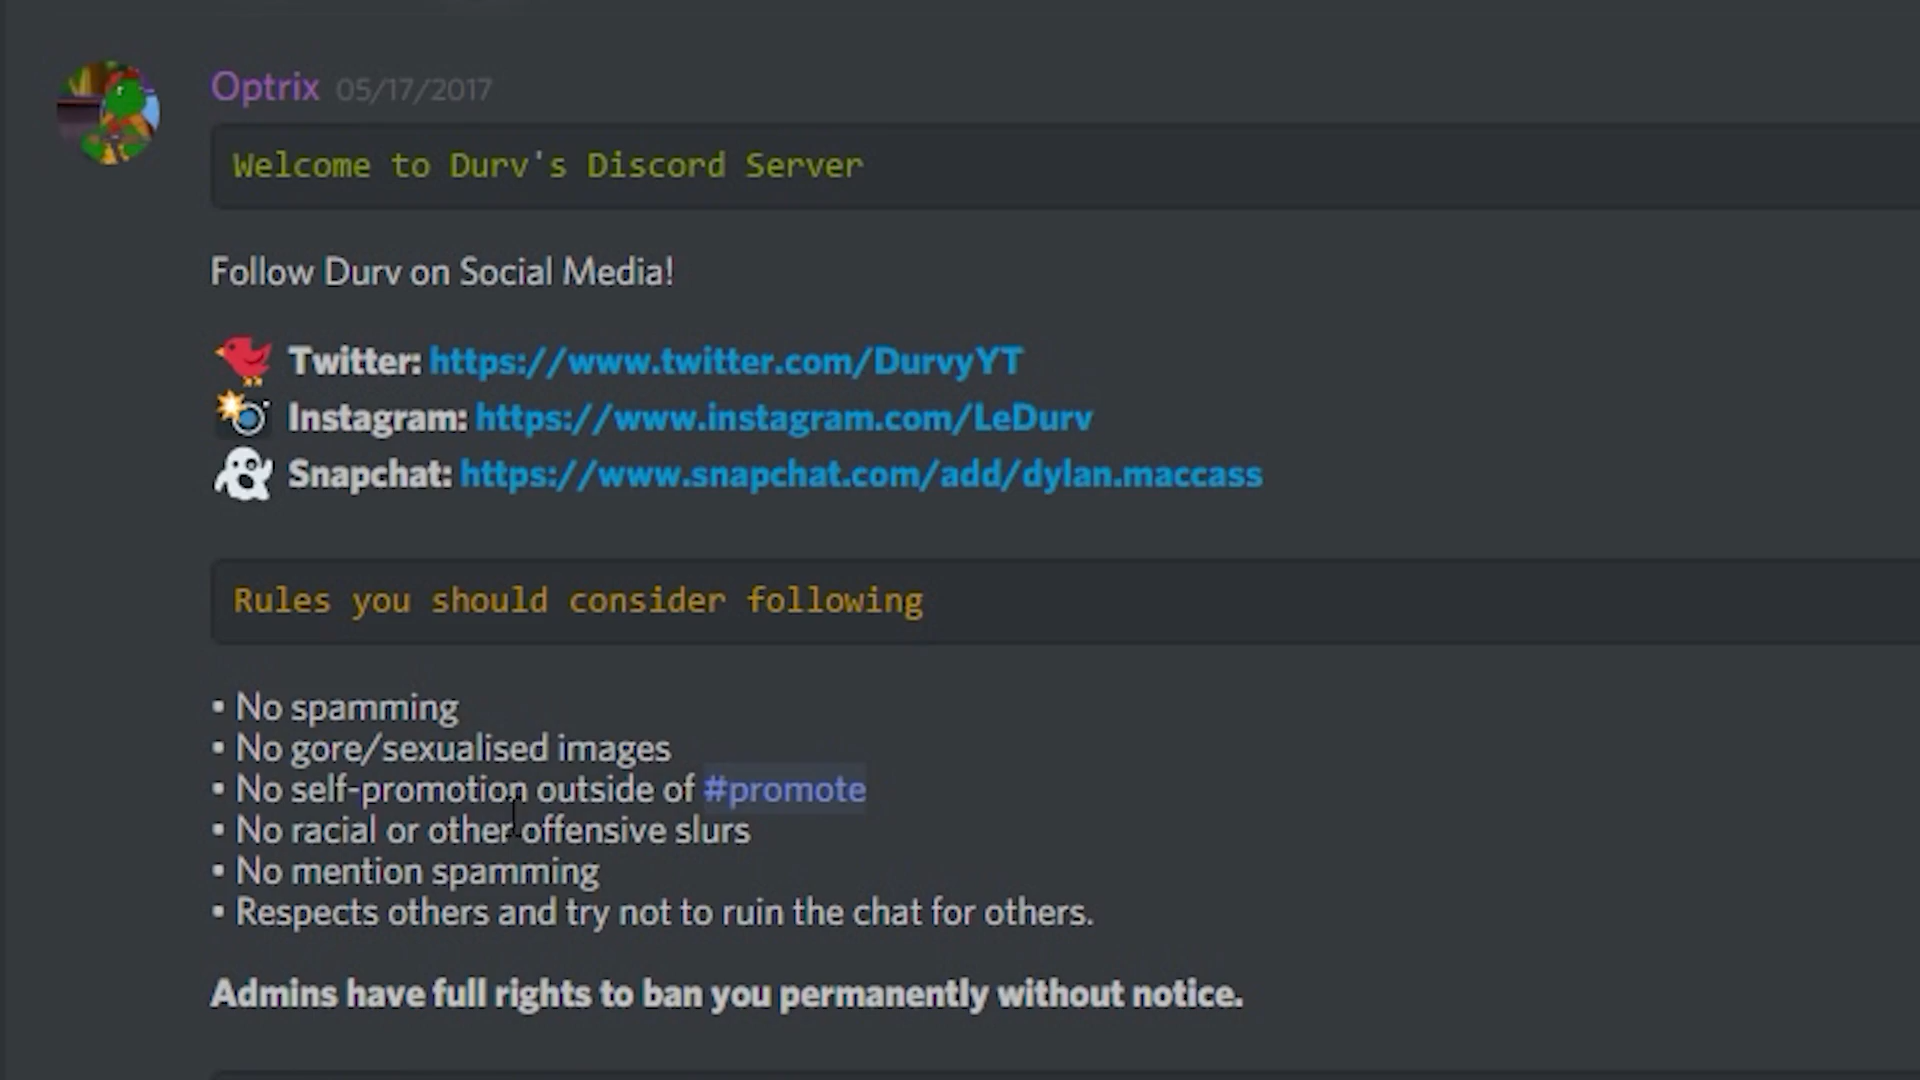 Optrix 05/17/2017
Welcome to Durv's Discord Server
Follow Durv on Social Media!
Twitter: https://www.twitter.com/DurvyYT
Instagram: https://www.instagram.com/LeDurv
Snapchat: https://www.snapchat.com/add/dylan.maccass
Rules you should consider following
▪ No spamming
▪ No gore/sexualised images
▪ No self-promotion outside of #promote
▪ No racial or other offensive slurs
▪ No mention spamming
▪ Respects others and try not to ruin the chat for others.
Admins have full rights to ban you permanently without notice.